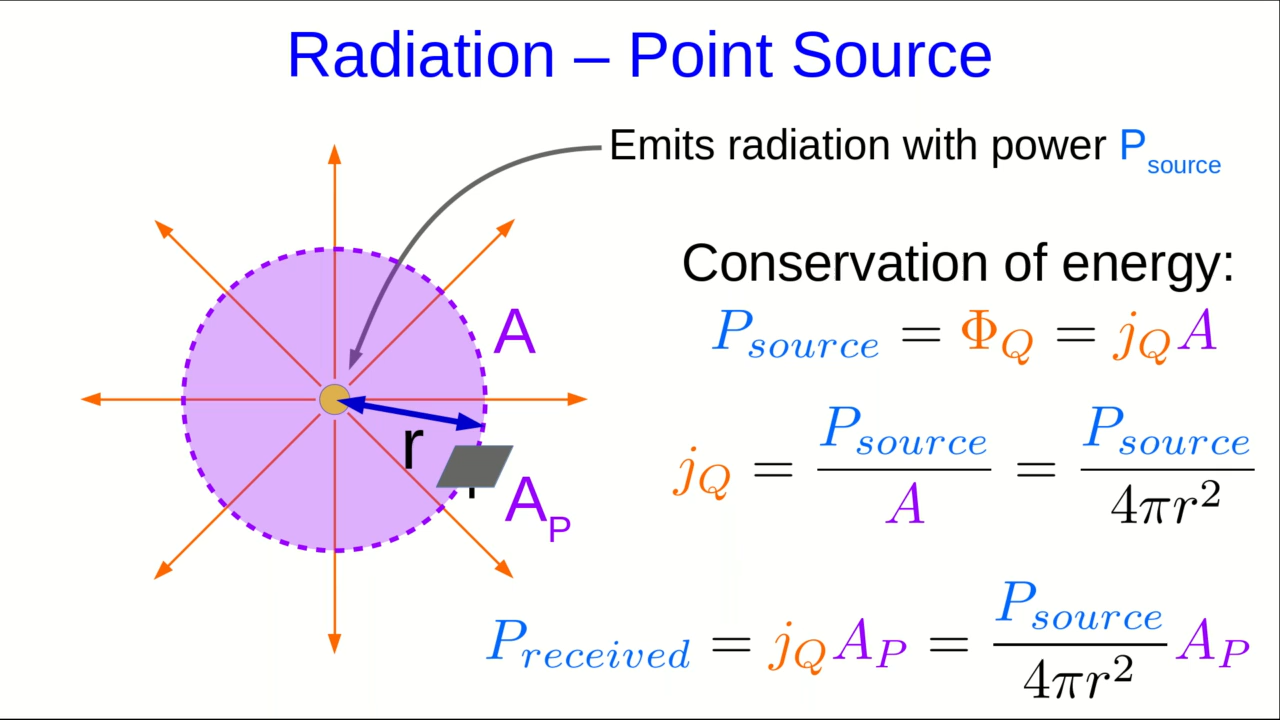 Radiation – Point Source
Emits radiation with power P_source
Conservation of energy:
P_source = Φ_Q = j_Q A
A
j_Q = P_source / A = P_source / 4πr²
r
A_P
P_received = j_Q A_P = P_source / 4πr² A_P